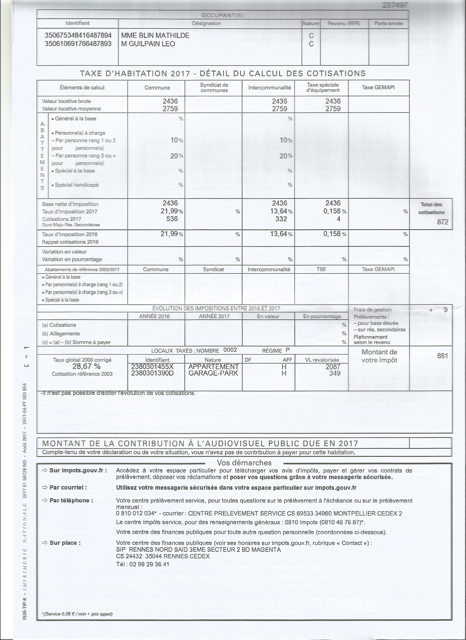 OCCUPANT(S)
Identifiant Désignation Nature Revenu (RFR) Parts-année
350675348416487894 MME BLIN MATHILDE C
350610691766487893 M GUILPAIN LEO C
TAXE D'HABITATION 2017 - DÉTAIL DU CALCUL DES COTISATIONS
Éléments de calcul Commune Syndicat de communes Intercommunalité Taxe spéciale d'équipement Taxe GEMAPI
Valeur locative brute 2436 2436 2436
Valeur locative moyenne 2759 2759 2759
ABATTEMENTS
• Général à la base % %
• Personne(s) à charge
– Par personne rang 1 ou 2 10% 10%
pour personne(s)
– Par personne rang 3 ou + 20% 20%
pour personne(s)
• Spécial à la base % %
• Spécial handicapé % %
Base nette d'imposition 2436 2436 2436 Total des cotisations
Taux d'imposition 2017 21,99% % 13,64% 0,158% %
Cotisations 2017 536 332 4 872
Dont Majo Rés. Secondaires
Taux d'imposition 2016 21,99% % 13,64% 0,158% %
Rappel cotisations 2016
Variation en valeur
Variation en pourcentage % % % % %
Abattements de référence 2003/2017 Commune Syndicat Intercommunalité TSE Taxe GEMAPI
• Général à la base
• Par personne(s) à charge (rang 1 ou 2)
• Par personne(s) à charge (rang 3 ou +)
• Spécial à la base
ÉVOLUTION DES IMPOSITIONS ENTRE 2016 ET 2017
ANNÉE 2016 ANNÉE 2017 En valeur En pourcentage
(a) Cotisations %
(b) Allègements %
(c) = (a) – (b) Somme à payer %
Frais de gestion + 9
Prélèvements :
– pour base élevée
– sur rés. secondaires
Plafonnement selon le revenu
LOCAUX TAXÉS : NOMBRE 0002 RÉGIME P
Taux global 2000 corrigé Identifiant Nature DF AFF VL revalorisée
28,67 % 2380301455X APPARTEMENT H 2087
Cotisation référence 2003 2380301390D GARAGE-PARK H 349
Montant de votre impôt 881
-Il n'est pas possible d'éditer l'évolution de vos cotisations.
MONTANT DE LA CONTRIBUTION À L'AUDIOVISUEL PUBLIC DUE EN 2017
Compte-tenu de votre déclaration ou de votre situation, vous n'avez pas de contribution à payer pour cette habitation.
Vos démarches
⇨ Sur impots.gouv.fr : Accédez à votre espace particulier pour télécharger vos avis d'impôts, payer et gérer vos contrats de
prélèvement, déposer vos réclamations et poser vos questions grâce à votre messagerie sécurisée.
⇨ Par courriel : Utilisez votre messagerie sécurisée dans votre espace particulier sur impots.gouv.fr
⇨ Par téléphone : Votre centre prélèvement service, pour toutes questions sur le prélèvement à l'échéance ou sur le prélèvement
mensuel :
0 810 012 034* - courrier : CENTRE PRELEVEMENT SERVICE CS 69533 34960 MONTPELLIER CEDEX 2
Le centre impôts service, pour des renseignements généraux : 0810 Impots (0810 46 76 87)*.
Votre centre des finances publiques pour toute autre question personnelle (coordonnées ci-dessous).
⇨ Sur place : Votre centre des finances publiques (voir ses horaires sur impots.gouv.fr, rubrique « Contact ») :
SIP RENNES NORD SAID 3EME SECTEUR 2 BD MAGENTA
CS 24432 35044 RENNES CEDEX
Tél : 02 99 29 36 41
*(Service 0,06 € / min + prix appel)